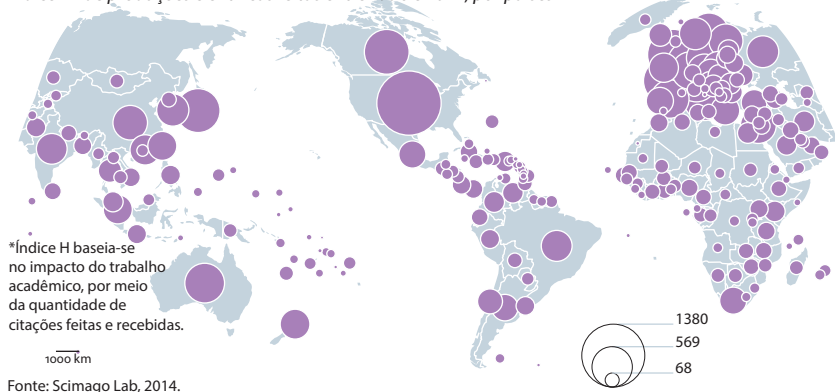 *Índice H baseia-se
no impacto do trabalho
acadêmico, por meio
da quantidade de
citações feitas e recebidas.
1000 km
1380
569
68
Fonte: Scimago Lab, 2014.